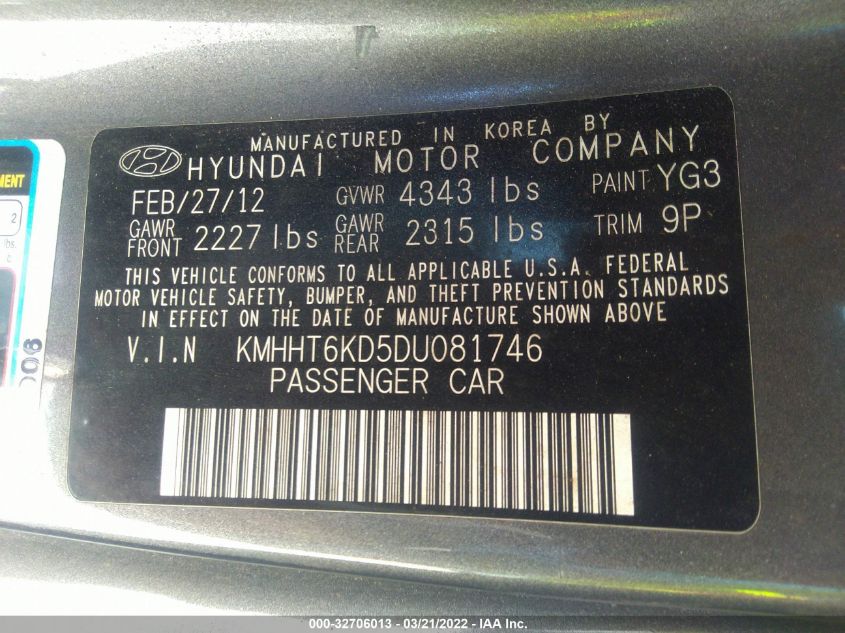 MANUFACTURED IN KOREA BY
HYUNDAI MOTOR COMPANY
FEB/27/12 GVWR 4343 lbs PAINT YG3
GAWR FRONT 2227 lbs GAWR REAR 2315 lbs TRIM 9P
THIS VEHICLE CONFORMS TO ALL APPLICABLE U.S.A. FEDERAL
MOTOR VEHICLE SAFETY, BUMPER, AND THEFT PREVENTION STANDARDS
IN EFFECT ON THE DATE OF MANUFACTURE SHOWN ABOVE
V.I.N KMHHT6KD5DU081746
PASSENGER CAR
MENT
2
lbs.
000-32706013 - 03/21/2022 - IAA Inc.